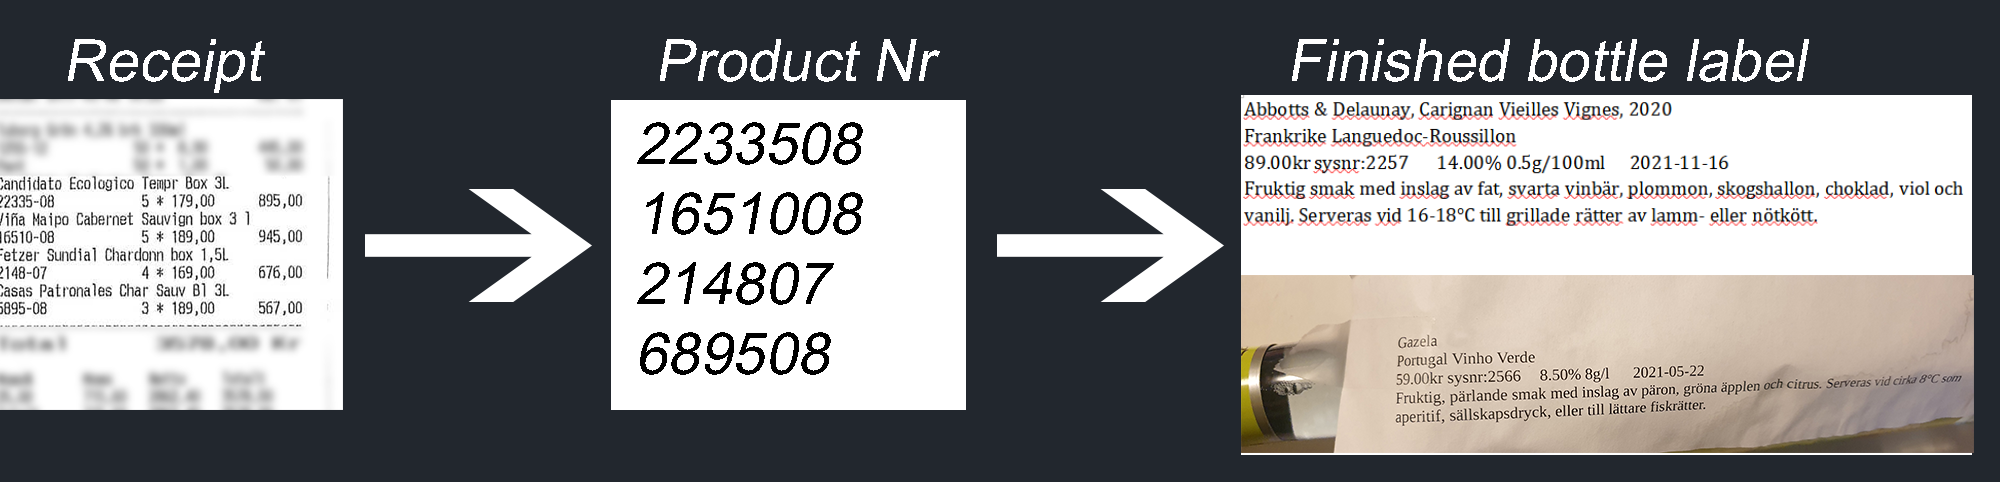 Receipt
Candidato Ecologico Tempr Box 3L
22335-08 5 * 179,00 895,00
Viña Maipo Cabernet Sauvign box 3 l
16510-08 5 * 189,00 945,00
Fetzer Sundial Chardonn box 1,5L
2148-07 4 * 169,00 676,00
Casas Patronales Char Sauv Bl 3L
6895-08 3 * 189,00 567,00
Total
Product Nr
2233508
1651008
214807
689508
Finished bottle label
Abbotts & Delaunay, Carignan Vieilles Vignes, 2020
Frankrike Languedoc-Roussillon
89.00kr sysnr:2257 14.00% 0.5g/100ml 2021-11-16
Fruktig smak med inslag av fat, svarta vinbär, plommon, skogshallon, choklad, viol och
vanilj. Serveras vid 16-18°C till grillade rätter av lamm- eller nötkött.
Gazela
Portugal Vinho Verde
59.00kr sysnr:2566 8.50% 8g/l 2021-05-22
Fruktig, pärlande smak med inslag av päron, gröna äpplen och citrus. Serveras vid cirka 8°C som
aperitif, sällskapsdryck, eller till lättare fiskrätter.